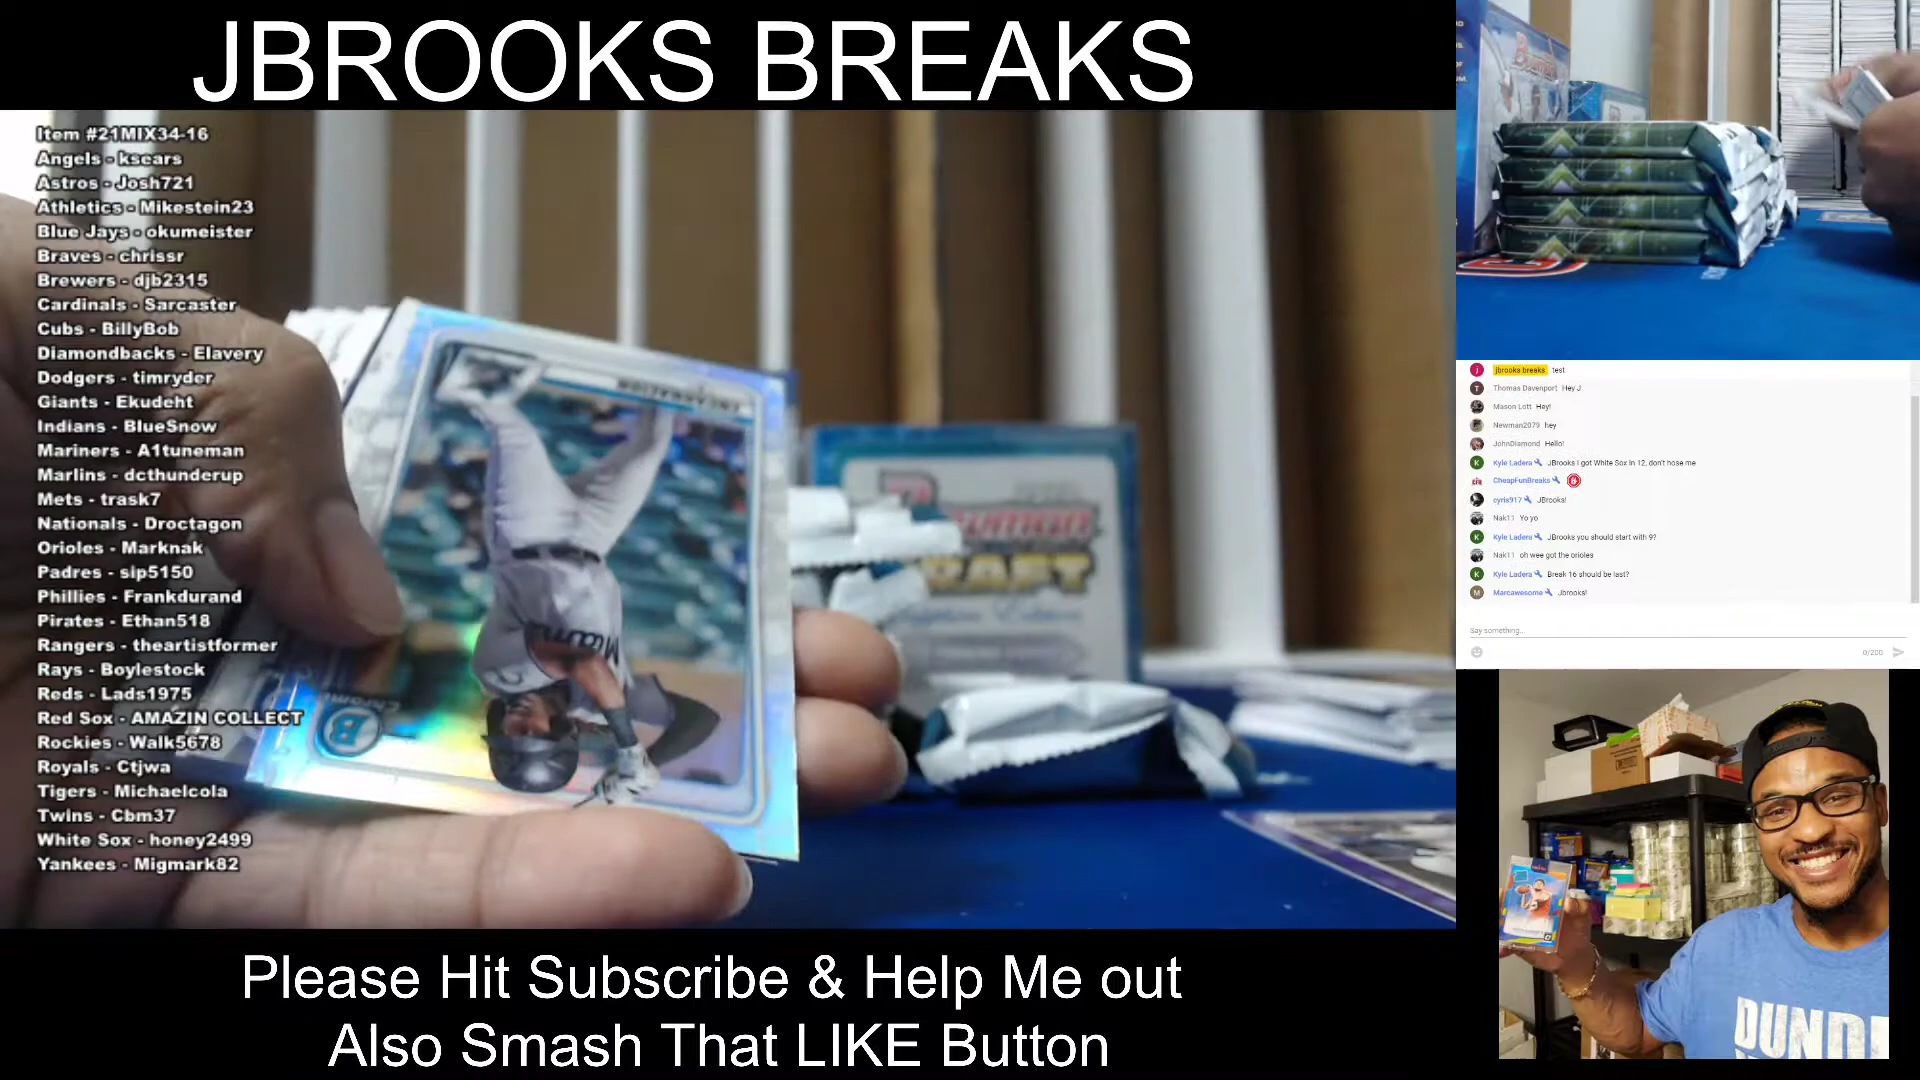 JBROOKS BREAKS
Item #21MIX34-16
Angels - ksears
Astros - Josh721
Athletics - Mikestein23
Blue Jays - okumeister
Braves - chrissr
Brewers - djb2315
Cardinals - Sarcaster
Cubs - BillyBob
Diamondbacks - Elavery
Dodgers - timryder
Giants - Ekudeht
Indians - BlueSnow
Mariners - A1tuneman
Marlins - dcthunderup
Mets - trask7
Nationals - Droctagon
Orioles - Marknak
Padres - sip5150
Phillies - Frankdurand
Pirates - Ethan518
Rangers - theartistformer
Rays - Boylestock
Reds - Lads1975
Red Sox - AMAZIN COLLECT
Rockies - Walk5678
Royals - Ctjwa
Tigers - Michaelcola
Twins - Cbm37
White Sox - honey2499
Yankees - Migmark82
ENCARNACION
Chrome
B
Bowman
DRAFT
jbrooks breaks test
Thomas Davenport Hey J
Mason Lott Hey!
Newman2079 hey
JohnDiamond Hello!
Kyle Ladera JBrooks I got White Sox in 12, don't hose me
CheapFunBreaks
cyris917 JBrooks!
Nak11 Yo yo
Kyle Ladera JBrooks you should start with 9?
Nak11 oh wee got the orioles
Kyle Ladera Break 16 should be last?
Marcawesome Jbrooks!
Say something...
0/200
DUND
Please Hit Subscribe & Help Me out
Also Smash That LIKE Button